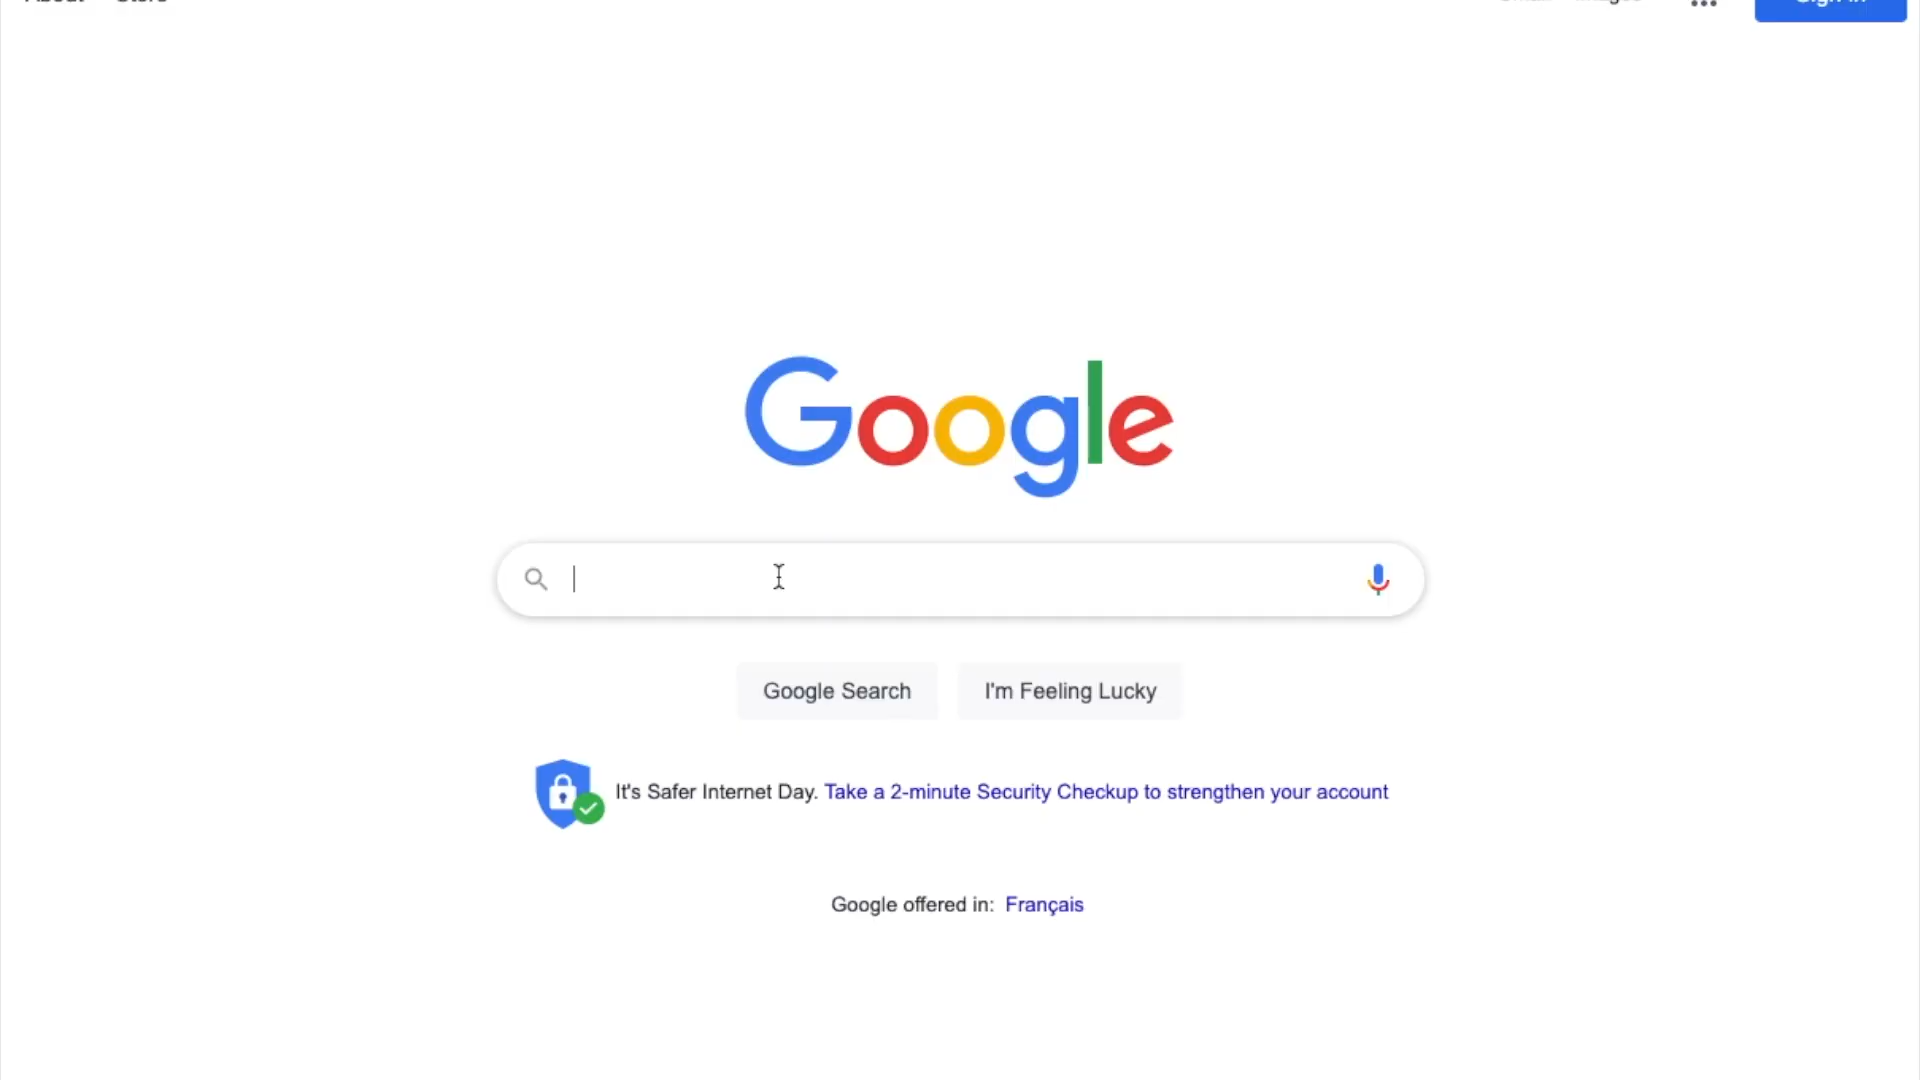 Google
Google Search
I'm Feeling Lucky
It's Safer Internet Day. Take a 2-minute Security Checkup to strengthen your account
Google offered in: Français